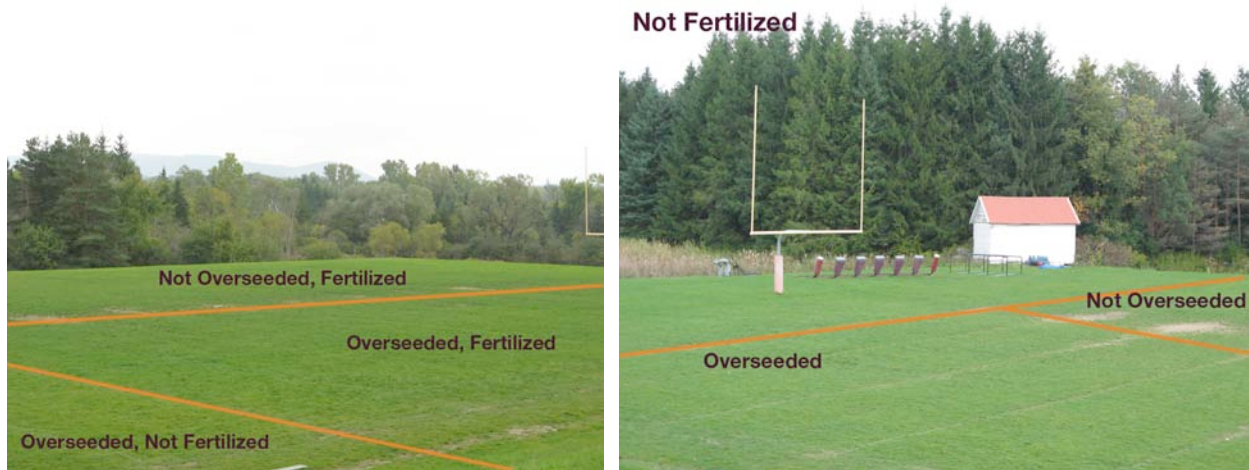 Not Overseeded, Fertilized
Overseeded, Fertilized
Overseeded, Not Fertilized
Not Fertilized
Not Overseeded
Overseeded